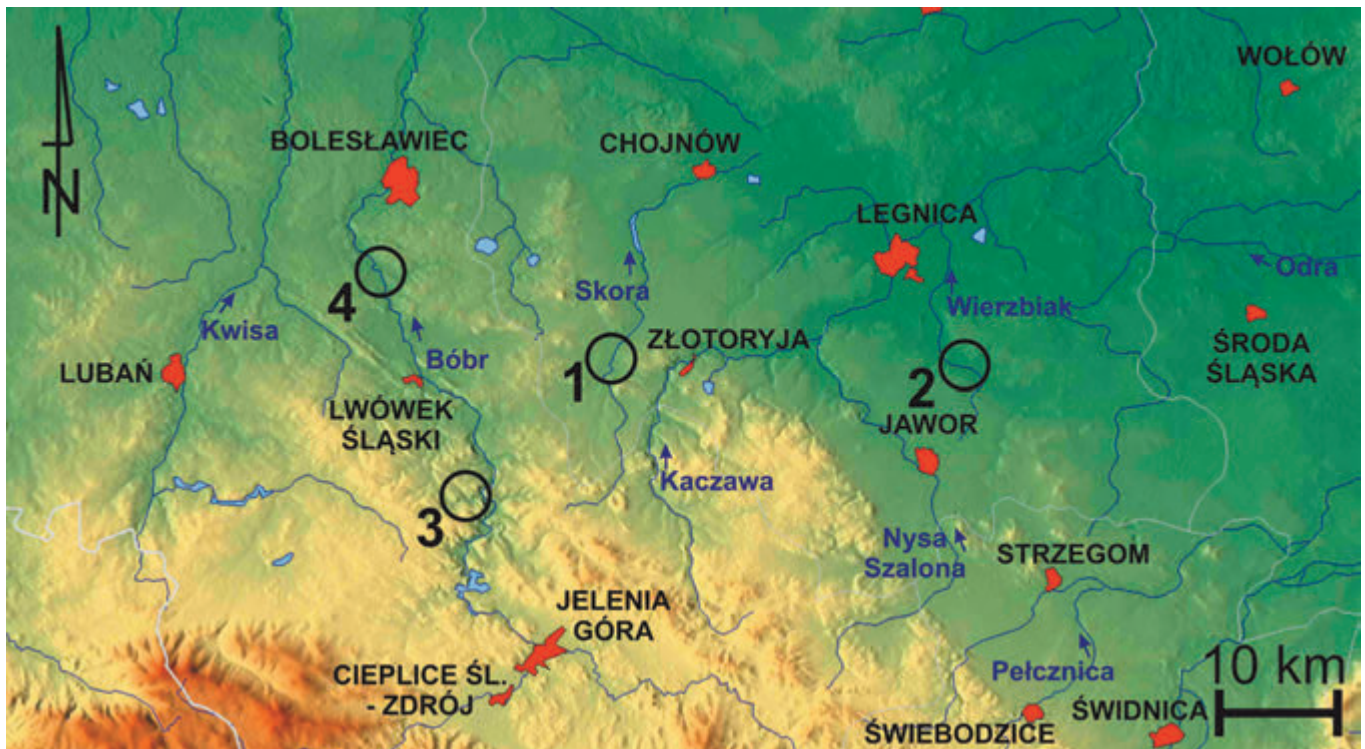 WOŁÓW
BOLESŁAWIEC
CHOJNÓW
N
LEGNICA
Odra
Skora
Wierzbiak
4
Kwisa
ZŁOTORYJA
ŚRODA
ŚLĄSKA
Bóbr
LUBAŃ
1
2
LWÓWEK
ŚLĄSKI
JAWOR
Kaczawa
3
Nysa
Szalona
STRZEGOM
JELENIA
GÓRA
10 km
CIEPLICE ŚL.
- ZDRÓJ
Pełcznica
ŚWIEBODZICE
ŚWIDNICA